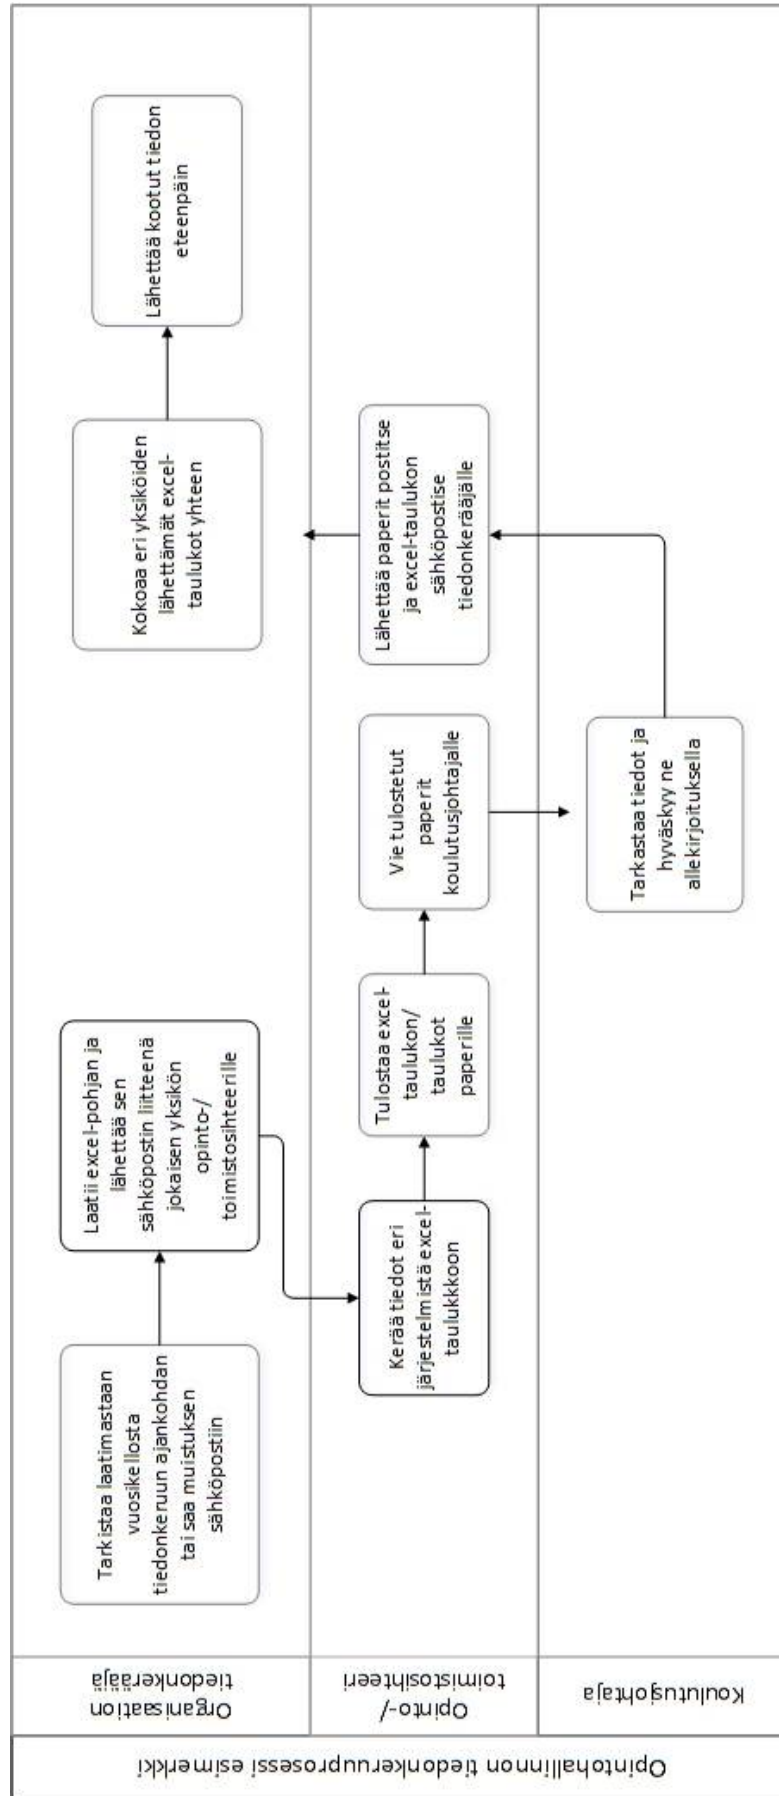 Opintohallinnon tiedonkeruuprosessi esimerkki
Organisaation
tiedonkerääjä
Tarkistaa laatimastaan
vuosikellosta
tiedonkeruun ajankohdan
tai saa muistutuksen
sähköpostiin
Laatii excel-pohjan ja
lähettää sen
sähköpostin liitteenä
jokaisen yksikön
opinto-/
toimistosihteerille
Kokoaa eri yksiköiden
lähettämät excel-
taulukot yhteen
Lähettää kootut tiedon
eteenpäin
Opinto-/
toimistosihteeri
Kerää tiedot eri
järjestelmistä excel-
taulukkkoon
Tulostaa excel-
taulukon/
taulukot
paperille
Vie tulostetut
paperit
koulutusjohtajalle
Lähettää paperit postitse
ja excel-taulukon
sähköpostise
tiedonkerääjälle
Koulutusjohtaja
Tarkastaa tiedot ja
hyväskyy ne
allekirjoituksella